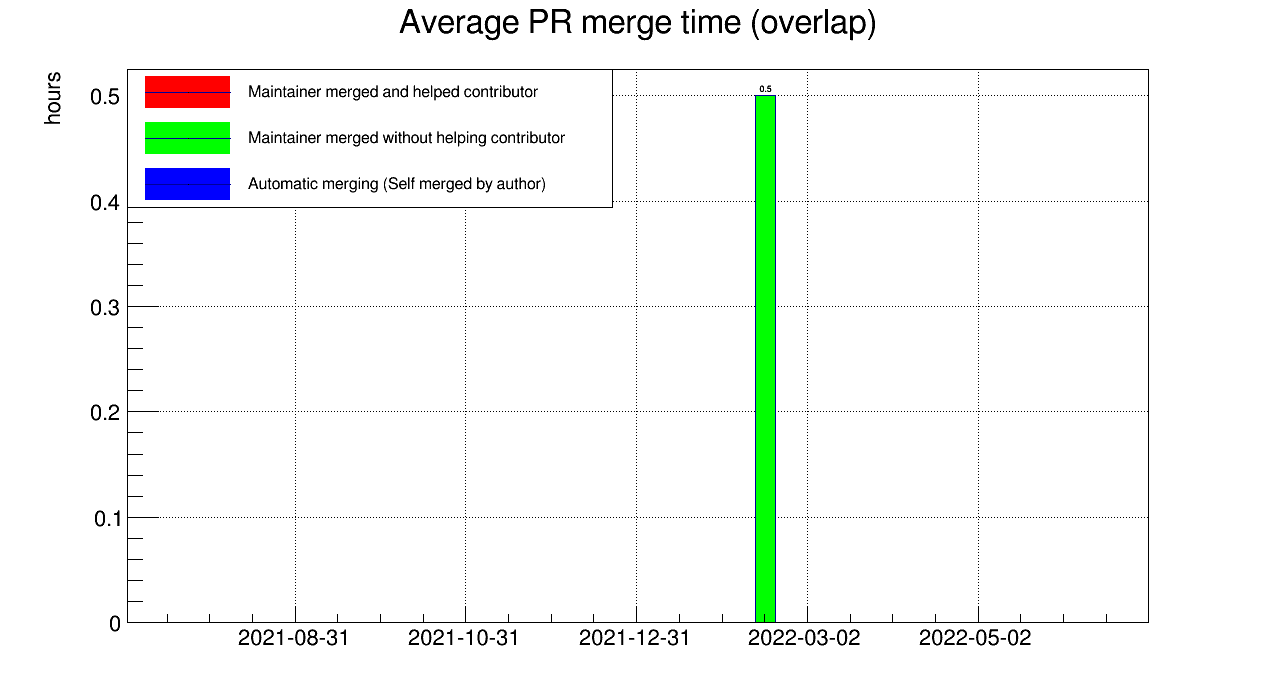 Average PR merge time (overlap)
hours
Maintainer merged and helped contributor
Maintainer merged without helping contributor
Automatic merging (Self merged by author)
0.5
0.5
0.4
0.3
0.2
0.1
0
2021-08-31
2021-10-31
2021-12-31
2022-03-02
2022-05-02